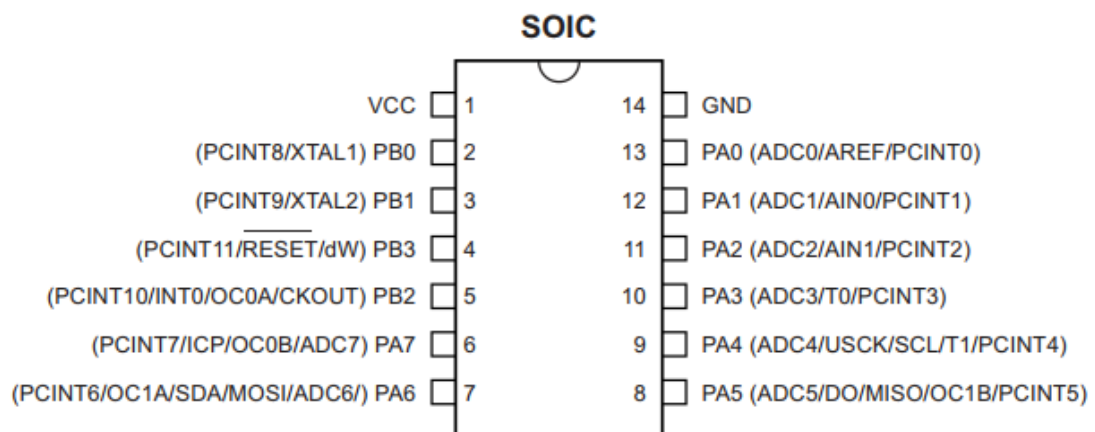 SOIC
VCC 1 14 GND
(PCINT8/XTAL1) PB0 2 13 PA0 (ADC0/AREF/PCINT0)
(PCINT9/XTAL2) PB1 3 12 PA1 (ADC1/AIN0/PCINT1)
(PCINT11/RESET/dW) PB3 4 11 PA2 (ADC2/AIN1/PCINT2)
(PCINT10/INT0/OC0A/CKOUT) PB2 5 10 PA3 (ADC3/T0/PCINT3)
(PCINT7/ICP/OC0B/ADC7) PA7 6 9 PA4 (ADC4/USCK/SCL/T1/PCINT4)
(PCINT6/OC1A/SDA/MOSI/ADC6/) PA6 7 8 PA5 (ADC5/DO/MISO/OC1B/PCINT5)